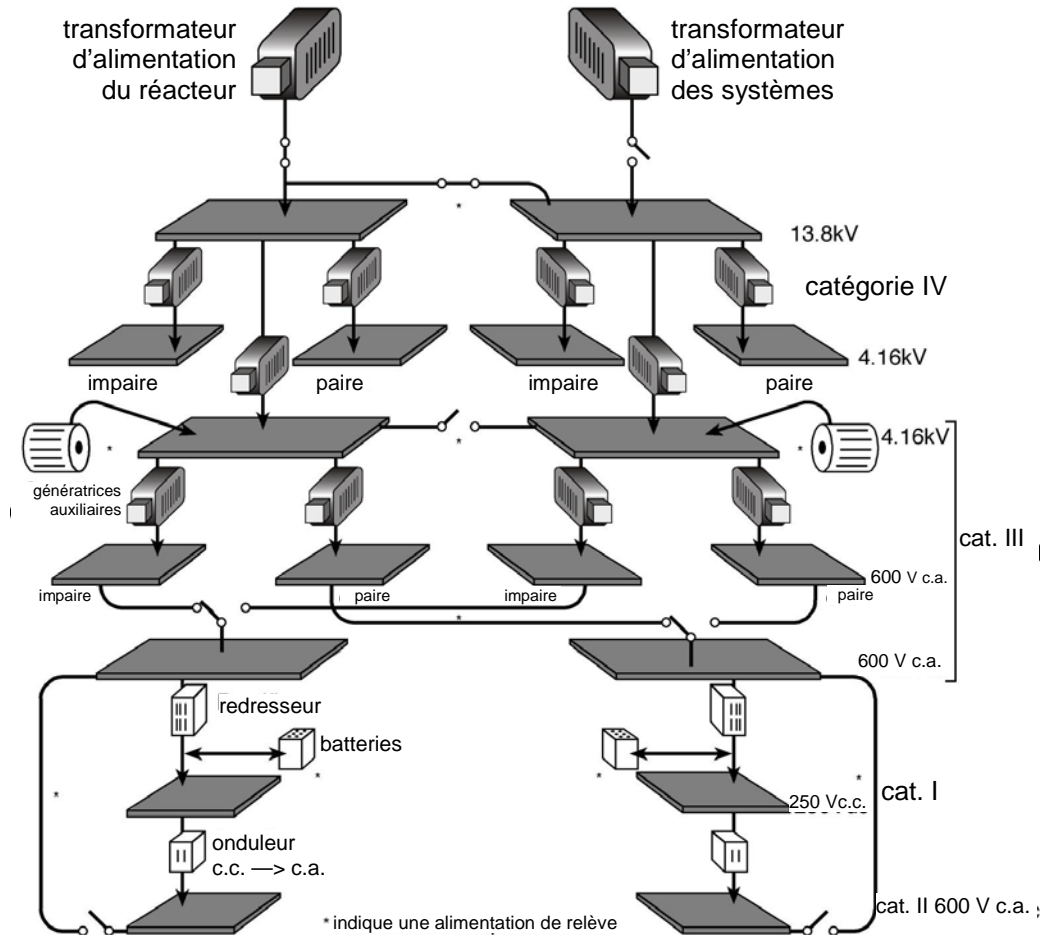 transformateur
d'alimentation
du réacteur
transformateur
d'alimentation
des systèmes
*
13.8kV
catégorie IV
4.16kV
impaire
paire
impaire
paire
*
*
*
4.16kV
génératrices
auxiliaires
cat. III
600 V c.a.
impaire
paire
impaire
paire
*
600 V c.a.
redresseur
batteries
*
*
*
*
250 Vc.c.
cat. I
onduleur
c.c. —> c.a.
cat. II 600 V c.a.
* indique une alimentation de relève